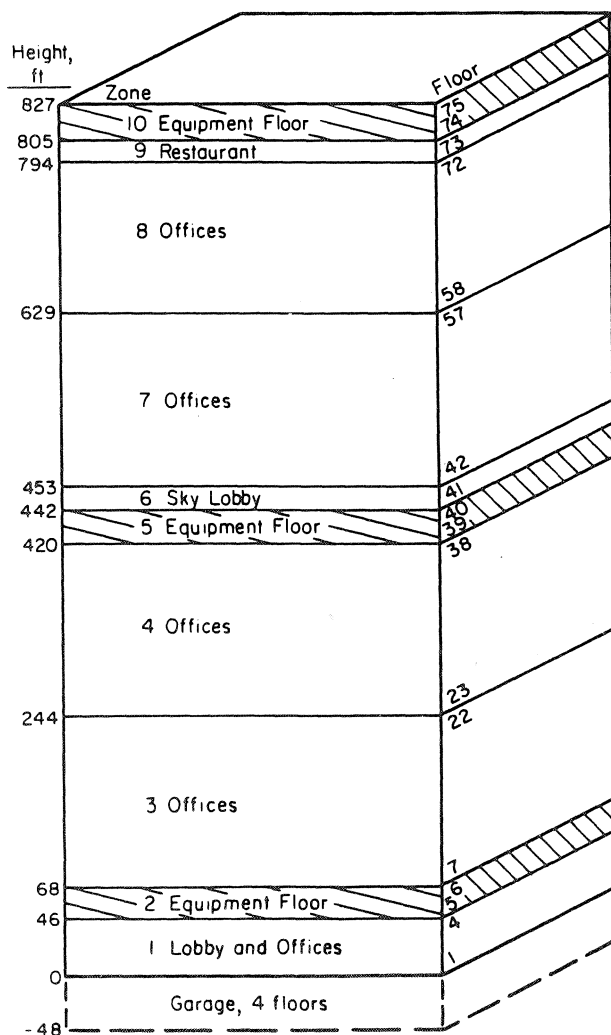 Height, ft
Zone Floor
827 75
10 Equipment Floor 74
805 73
9 Restaurant
794 72
8 Offices
58
629 57
7 Offices
42
453 41
6 Sky Lobby
442 40
5 Equipment Floor 39
420 38
4 Offices
23
244 22
3 Offices
7
68 6
2 Equipment Floor 5
46 4
1 Lobby and Offices 1
0
Garage, 4 floors
-48